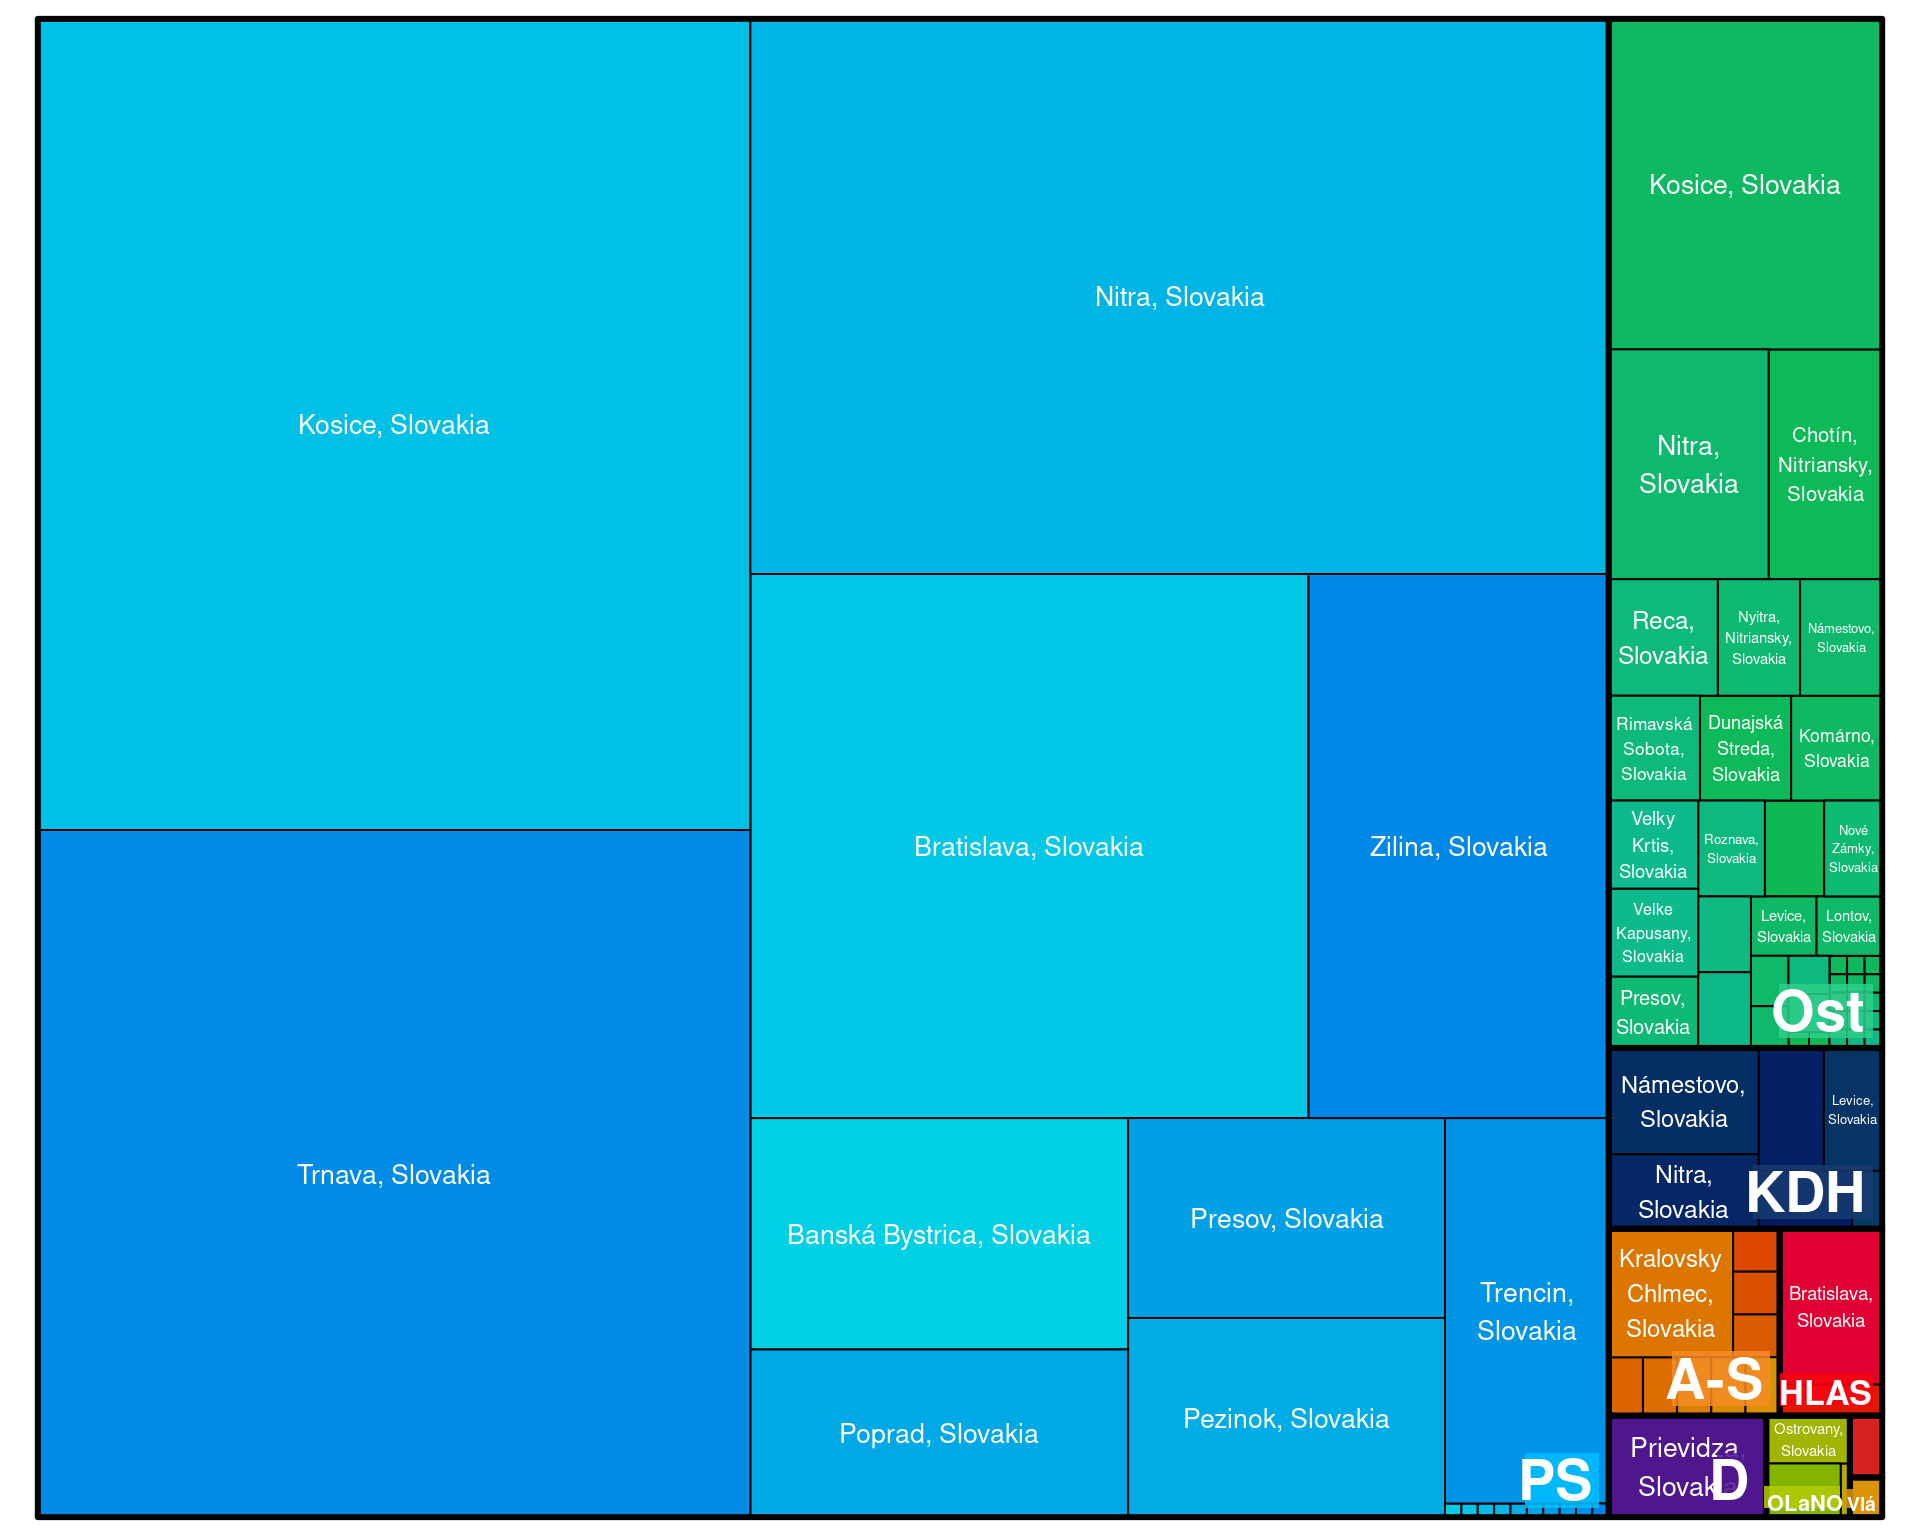 Kosice, Slovakia
Trnava, Slovakia
Nitra, Slovakia
Bratislava, Slovakia
Zilina, Slovakia
Banská Bystrica, Slovakia
Poprad, Slovakia
Presov, Slovakia
Pezinok, Slovakia
Trencin,
Slovakia
PS
Kosice, Slovakia
Nitra,
Slovakia
Chotín,
Nitriansky,
Slovakia
Reca,
Slovakia
Nyitra,
Nitriansky,
Slovakia
Námestovo,
Slovakia
Rimavská
Sobota,
Slovakia
Dunajská
Streda,
Slovakia
Komárno,
Slovakia
Velky
Krtis,
Slovakia
Roznava,
Slovakia
Nové
Zámky,
Slovakia
Velke
Kapusany,
Slovakia
Levice,
Slovakia
Lontov,
Slovakia
Presov,
Slovakia
Ost
Námestovo,
Slovakia
Levice,
Slovakia
Nitra,
Slovakia
KDH
Kralovsky
Chlmec,
Slovakia
A-S
Bratislava,
Slovakia
HLAS
Prievidza,
Slovakia
D
Ostrovany,
Slovakia
OLaNO
Vlá